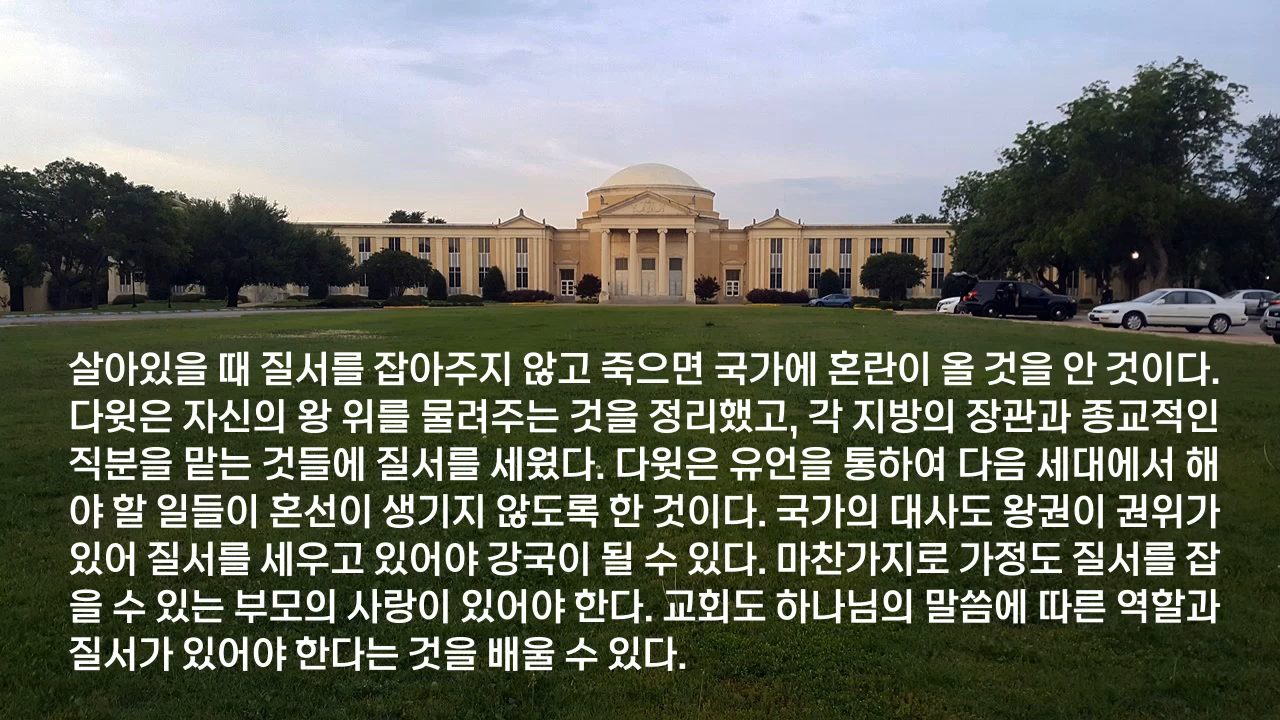 살아있을 때 질서를 잡아주지 않고 죽으면 국가에 혼란이 올 것을 안 것이다.
다윗은 자신의 왕 위를 물려주는 것을 정리했고, 각 지방의 장관과 종교적인
직분을 맡는 것들에 질서를 세웠다. 다윗은 유언을 통하여 다음 세대에서 해
야 할 일들이 혼선이 생기지 않도록 한 것이다. 국가의 대사도 왕권이 권위가
있어 질서를 세우고 있어야 강국이 될 수 있다. 마찬가지로 가정도 질서를 잡
을 수 있는 부모의 사랑이 있어야 한다. 교회도 하나님의 말씀에 따른 역할과
질서가 있어야 한다는 것을 배울 수 있다.